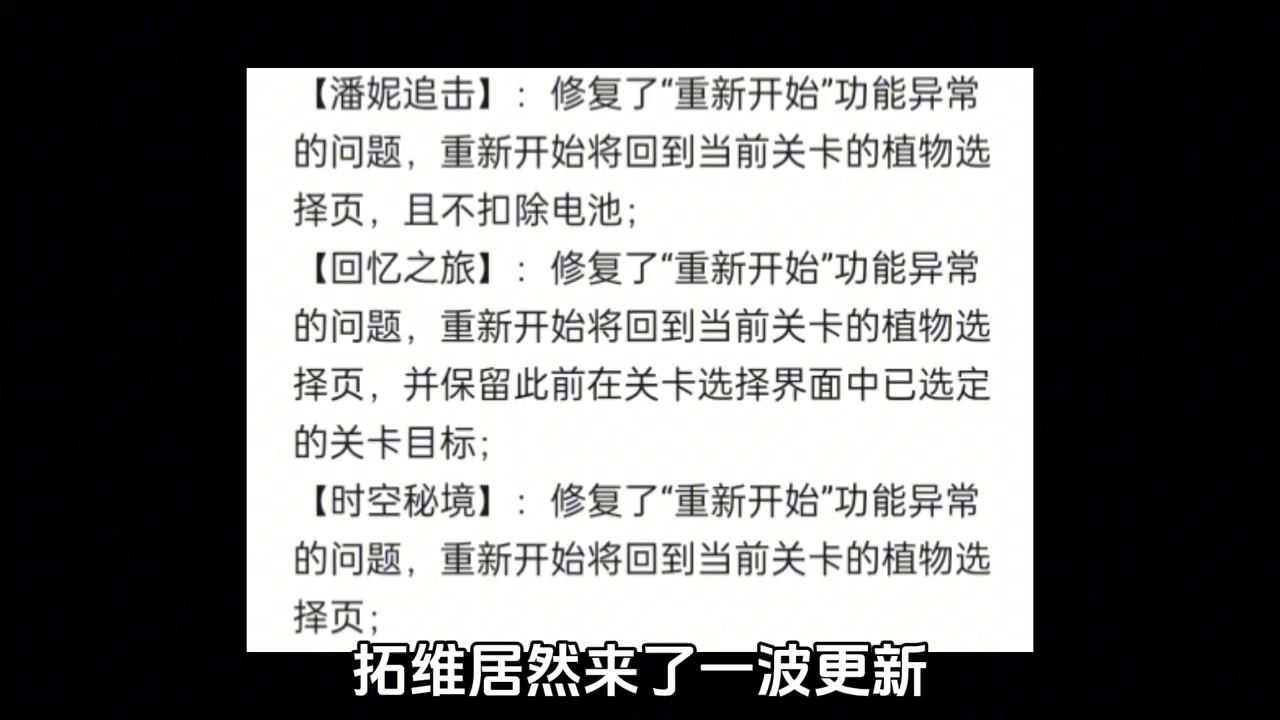 【潘妮追击】：修复了“重新开始”功能异常
的问题，重新开始将回到当前关卡的植物选
择页，且不扣除电池；
【回忆之旅】：修复了“重新开始”功能异常
的问题，重新开始将回到当前关卡的植物选
择页，并保留此前在关卡选择界面中已选定
的关卡目标；
【时空秘境】：修复了“重新开始”功能异常
的问题，重新开始将回到当前关卡的植物选
择页；
拓维居然来了一波更新